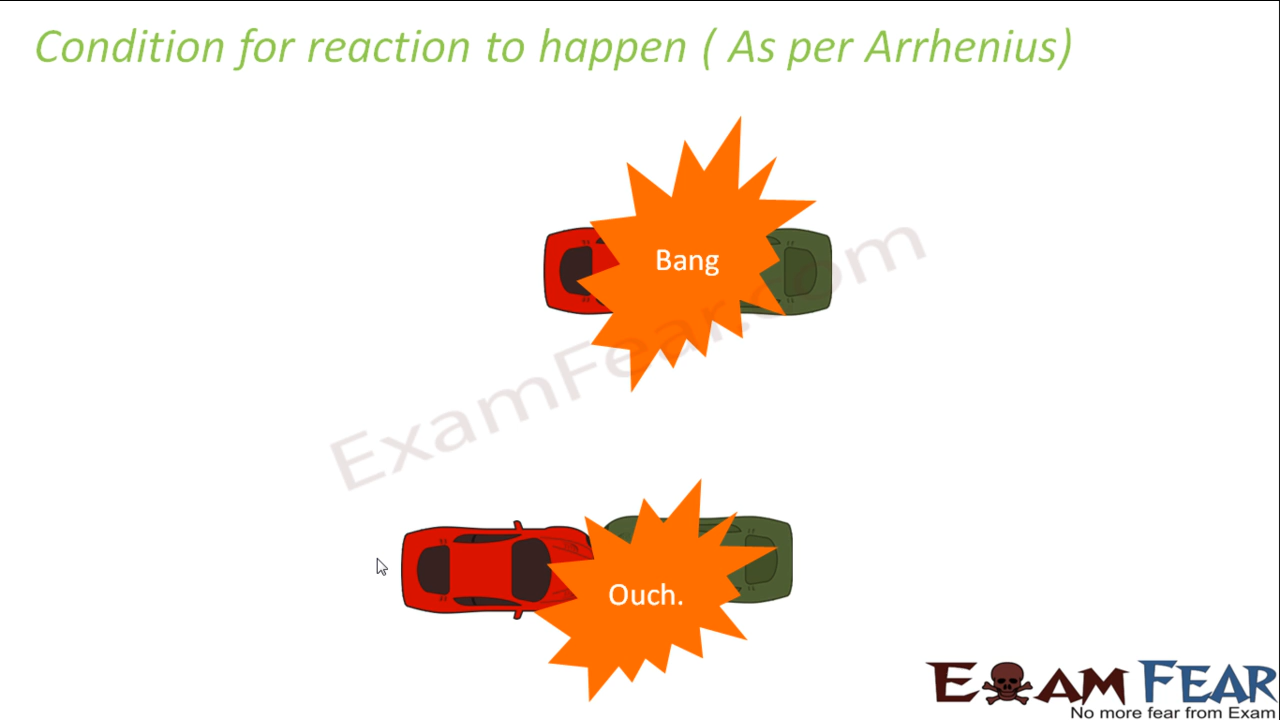 Condition for reaction to happen ( As per Arrhenius)
Bang
ExamFear.com
Ouch.
EXAM FEAR
No more fear from Exam